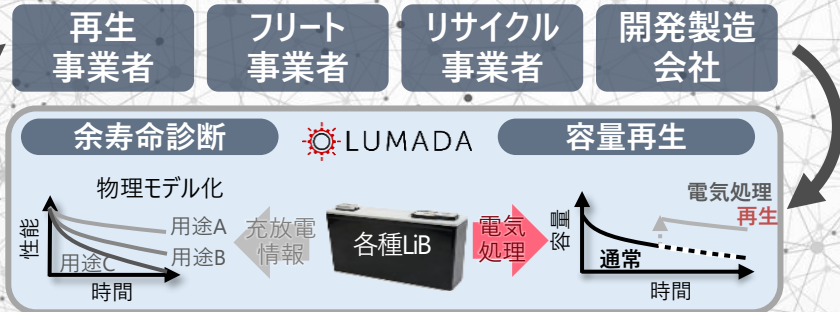 再生
事業者
フリート
事業者
リサイクル
事業者
開発製造
会社
余寿命診断
LUMADA
容量再生
物理モデル化
性能
用途A
用途B
用途C
時間
充放電
情報
各種LiB
電気
処理
容量
電気処理
再生
通常
時間